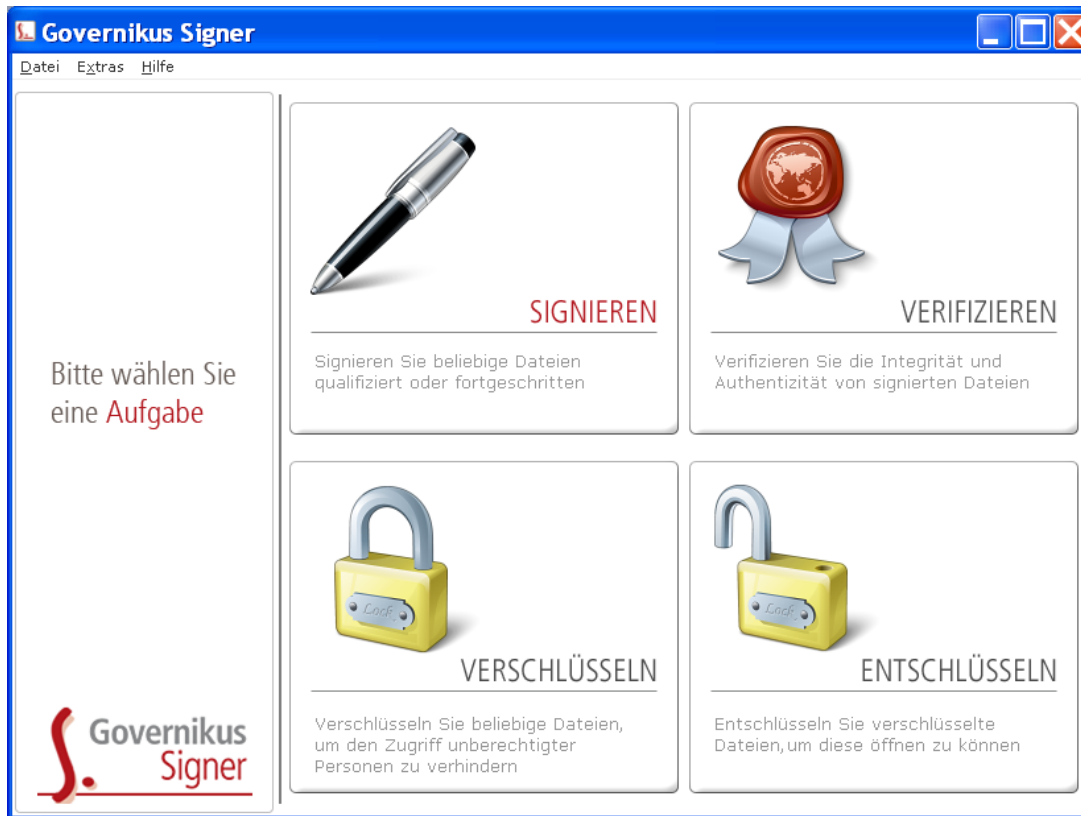 Governikus Signer
Datei Extras Hilfe
Bitte wählen Sie
eine Aufgabe
Governikus
Signer
SIGNIEREN
Signieren Sie beliebige Dateien
qualifiziert oder fortgeschritten
VERIFIZIEREN
Verifizieren Sie die Integrität und
Authentizität von signierten Dateien
Lock
VERSCHLÜSSELN
Verschlüsseln Sie beliebige Dateien,
um den Zugriff unberechtigter
Personen zu verhindern
Lock
ENTSCHLÜSSELN
Entschlüsseln Sie verschlüsselte
Dateien, um diese öffnen zu können